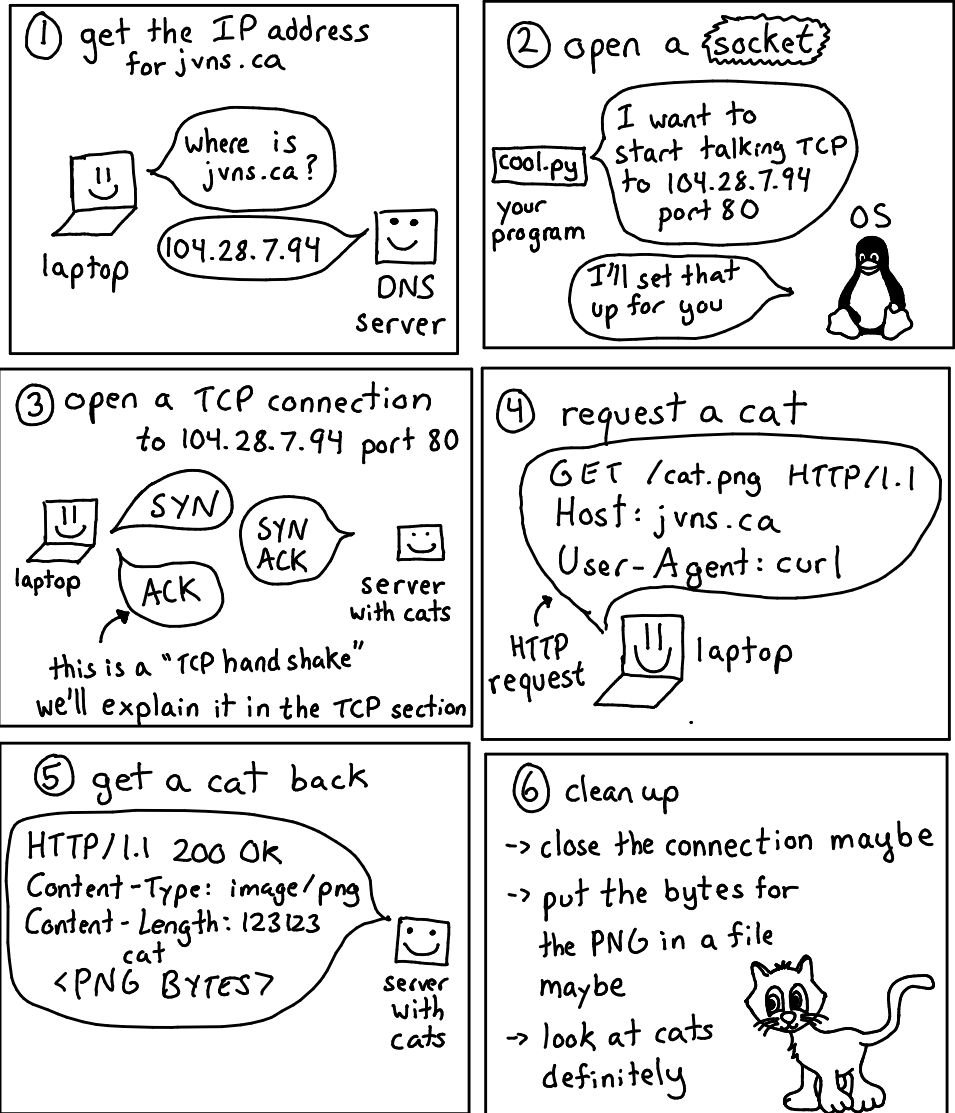 ① get the IP address
for jvns.ca
where is
jvns.ca?
104.28.7.94
laptop
DNS
server
② open a socket
I want to
start talking TCP
to 104.28.7.94
port 80
cool.py
your
program
OS
I'll set that
up for you
③ open a TCP connection
to 104.28.7.94 port 80
SYN
SYN
ACK
ACK
laptop
server
with cats
this is a "TCP hand shake"
we'll explain it in the TCP section
④ request a cat
GET /cat.png HTTP/1.1
Host: jvns.ca
User-Agent: curl
HTTP
request
laptop
⑤ get a cat back
HTTP/1.1 200 OK
Content-Type: image/png
Content-Length: 123123
cat
<PNG BYTES>
server
with
cats
⑥ clean up
-> close the connection maybe
-> put the bytes for
the PNG in a file
maybe
-> look at cats
definitely